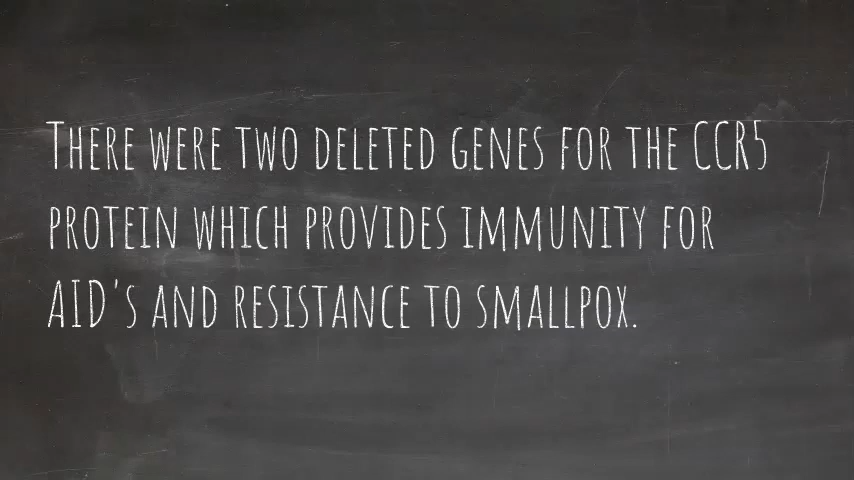 There were two deleted genes for the CCR5
protein which provides immunity for
AID's and resistance to smallpox.